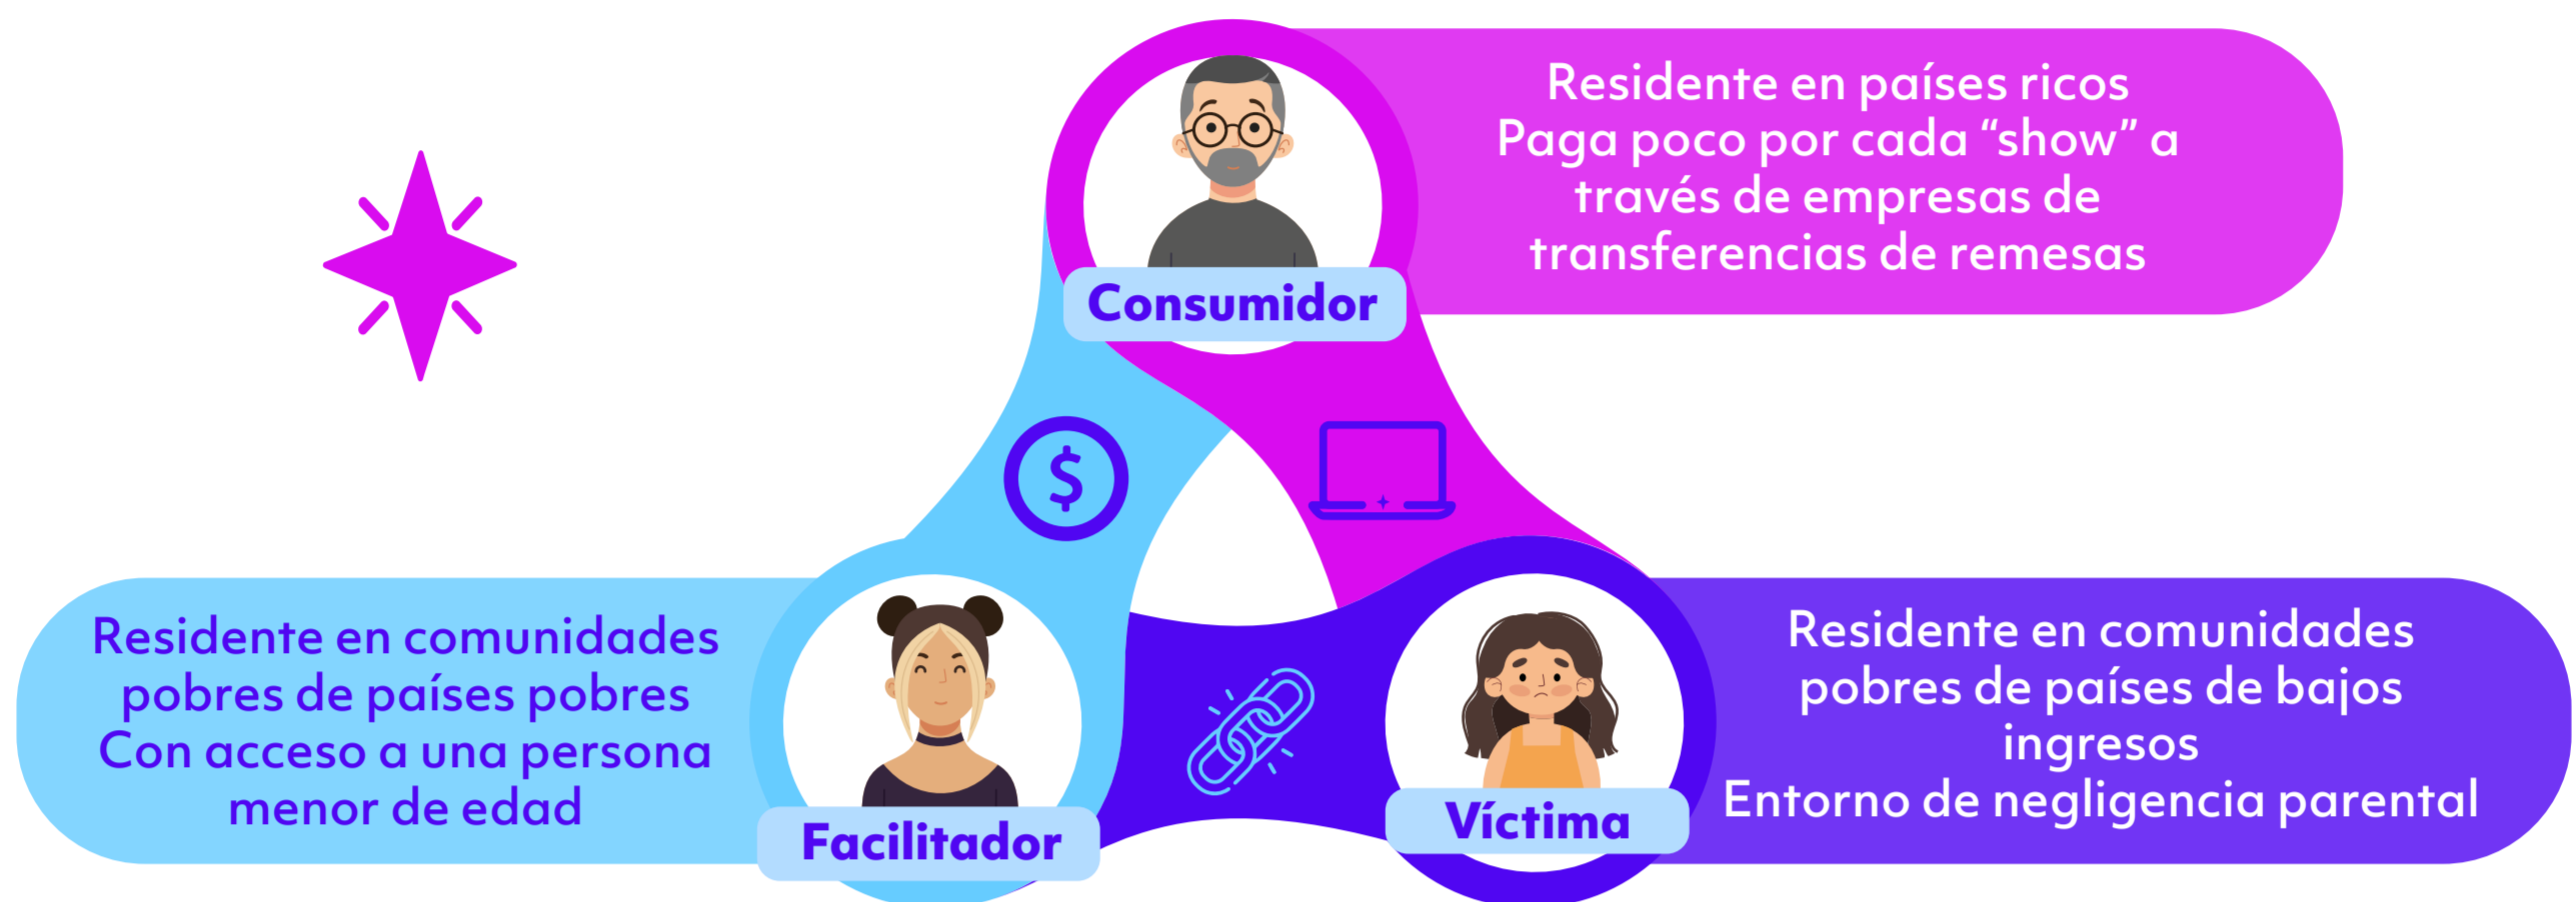 Residente en países ricos
Paga poco por cada “show” a
través de empresas de
transferencias de remesas
Consumidor
$
Residente en comunidades
pobres de países pobres
Con acceso a una persona
menor de edad
Facilitador
Residente en comunidades
pobres de países de bajos
ingresos
Entorno de negligencia parental
Víctima